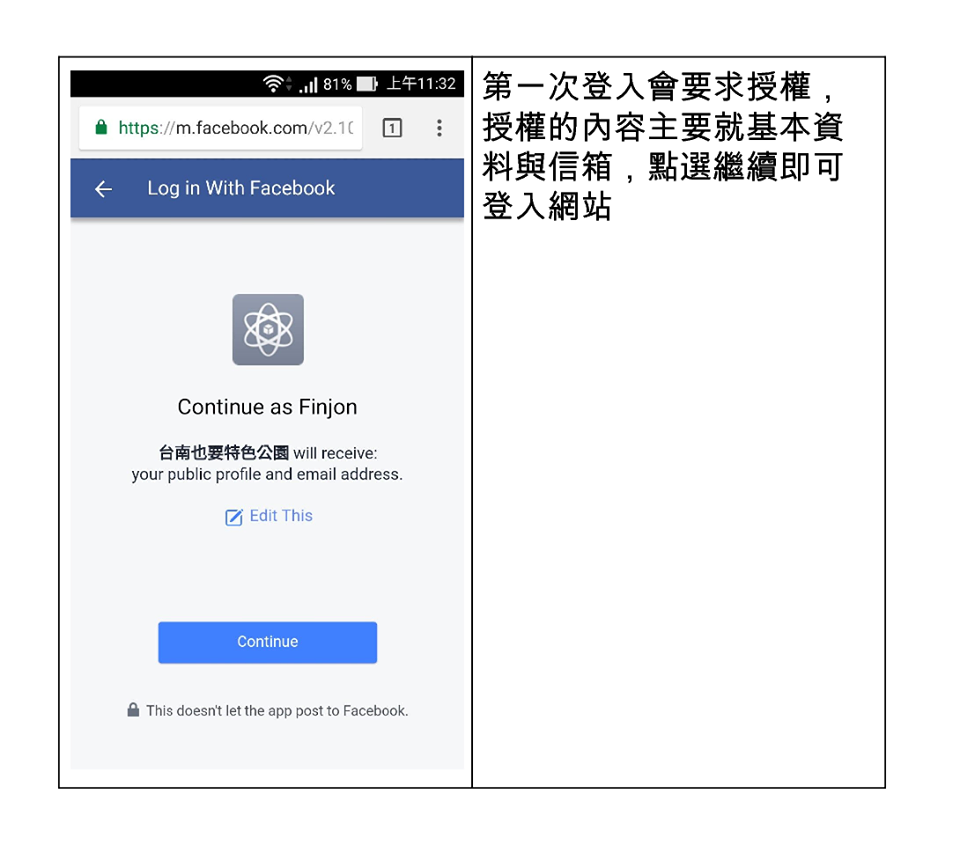 81% 上午11:32
https://m.facebook.com/v2.10
1
Log in With Facebook
Continue as Finjon
台南也要特色公園 will receive:
your public profile and email address.
Edit This
Continue
This doesn't let the app post to Facebook.
第一次登入會要求授權，
授權的內容主要就基本資
料與信箱，點選繼續即可
登入網站